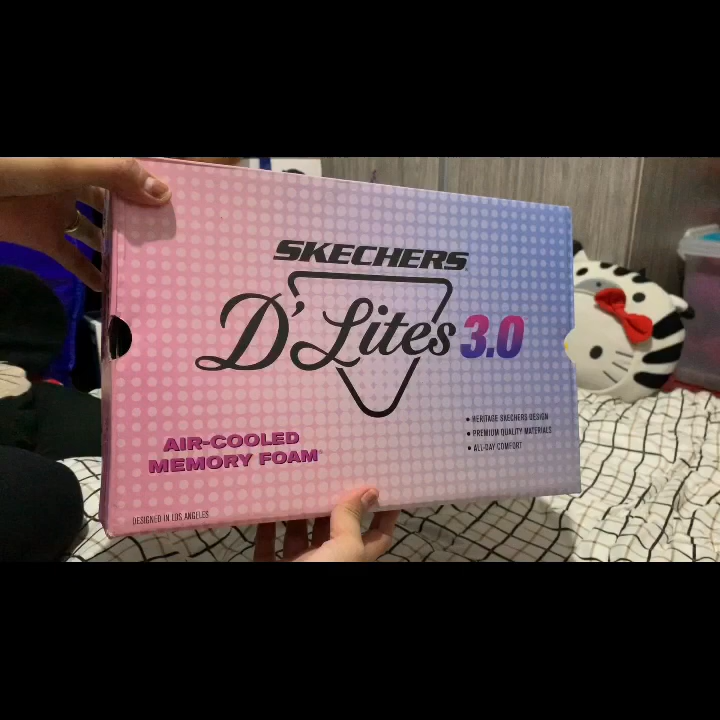 SKECHERS
D'Lites 3.0
• HERITAGE SKECHERS DESIGN
• PREMIUM QUALITY MATERIALS
• ALL-DAY COMFORT
AIR-COOLED
MEMORY FOAM®
DESIGNED IN LOS ANGELES